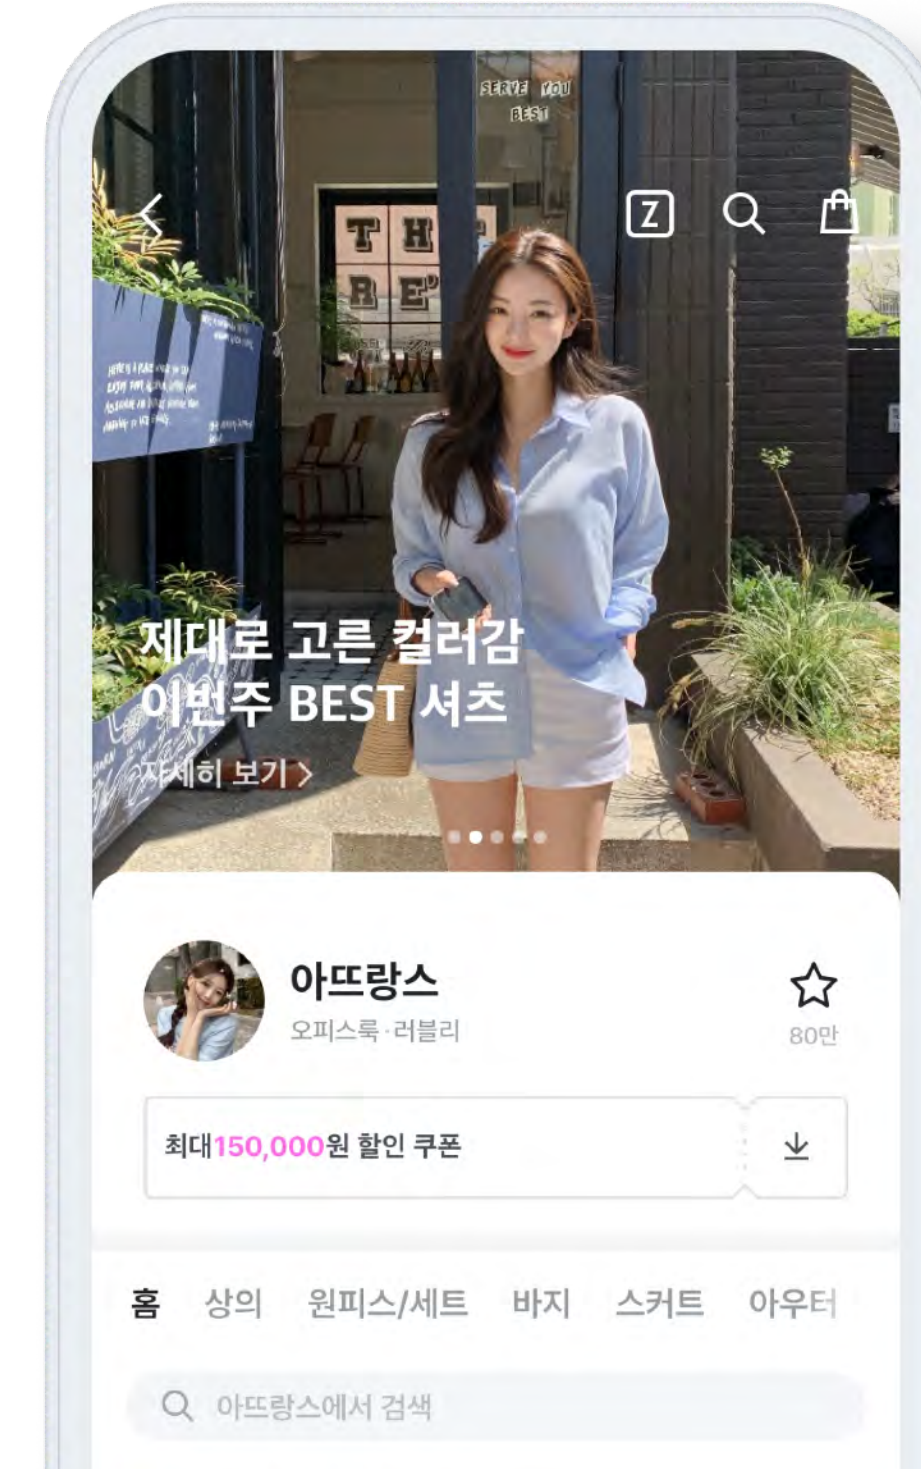 SERVE YOU
BEST
Z
THE
RE'
제대로 고른 컬러감
이번주 BEST 셔츠
자세히 보기
아뜨랑스
오피스룩·러블리
80만
최대150,000원 할인 쿠폰
홈 상의 원피스/세트 바지 스커트 아우터
아뜨랑스에서 검색